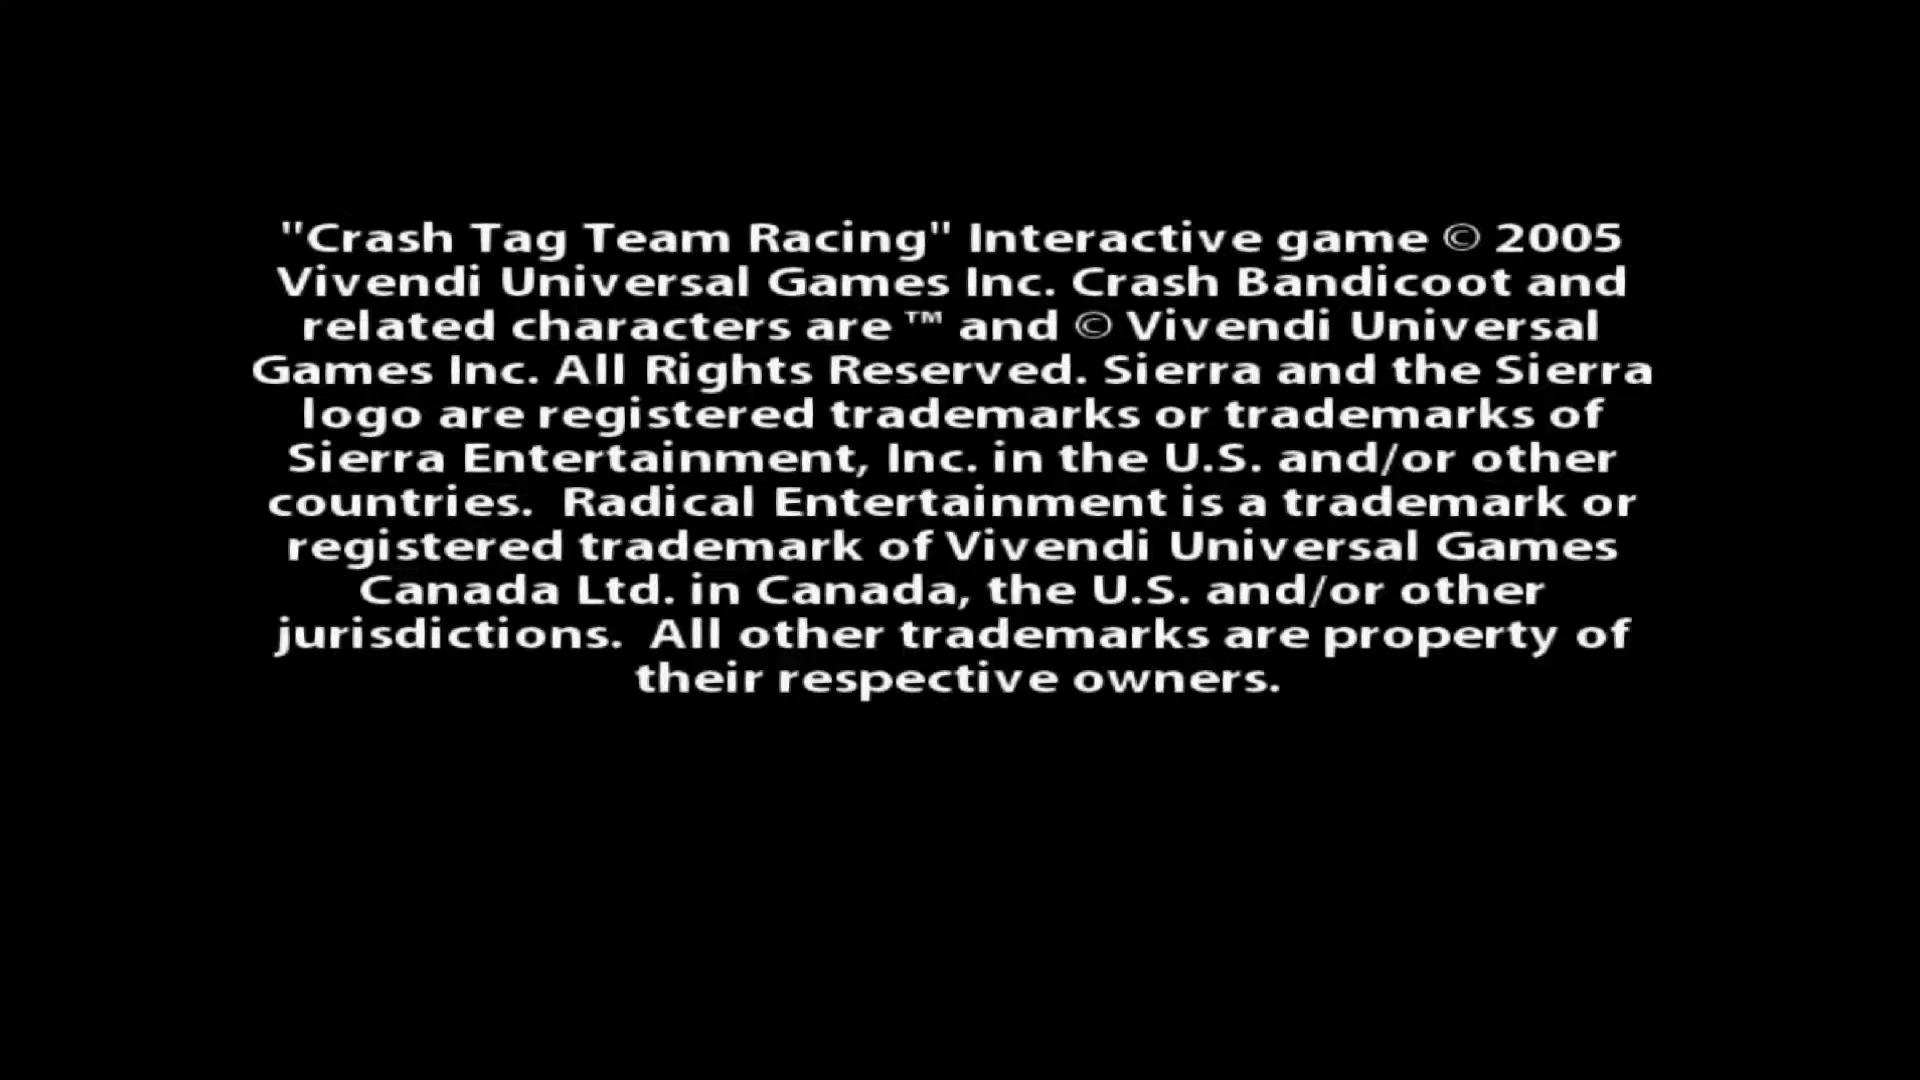 "Crash Tag Team Racing" Interactive game © 2005
Vivendi Universal Games Inc. Crash Bandicoot and
related characters are ™ and © Vivendi Universal
Games Inc. All Rights Reserved. Sierra and the Sierra
logo are registered trademarks or trademarks of
Sierra Entertainment, Inc. in the U.S. and/or other
countries.  Radical Entertainment is a trademark or
registered trademark of Vivendi Universal Games
Canada Ltd. in Canada, the U.S. and/or other
jurisdictions.  All other trademarks are property of
their respective owners.